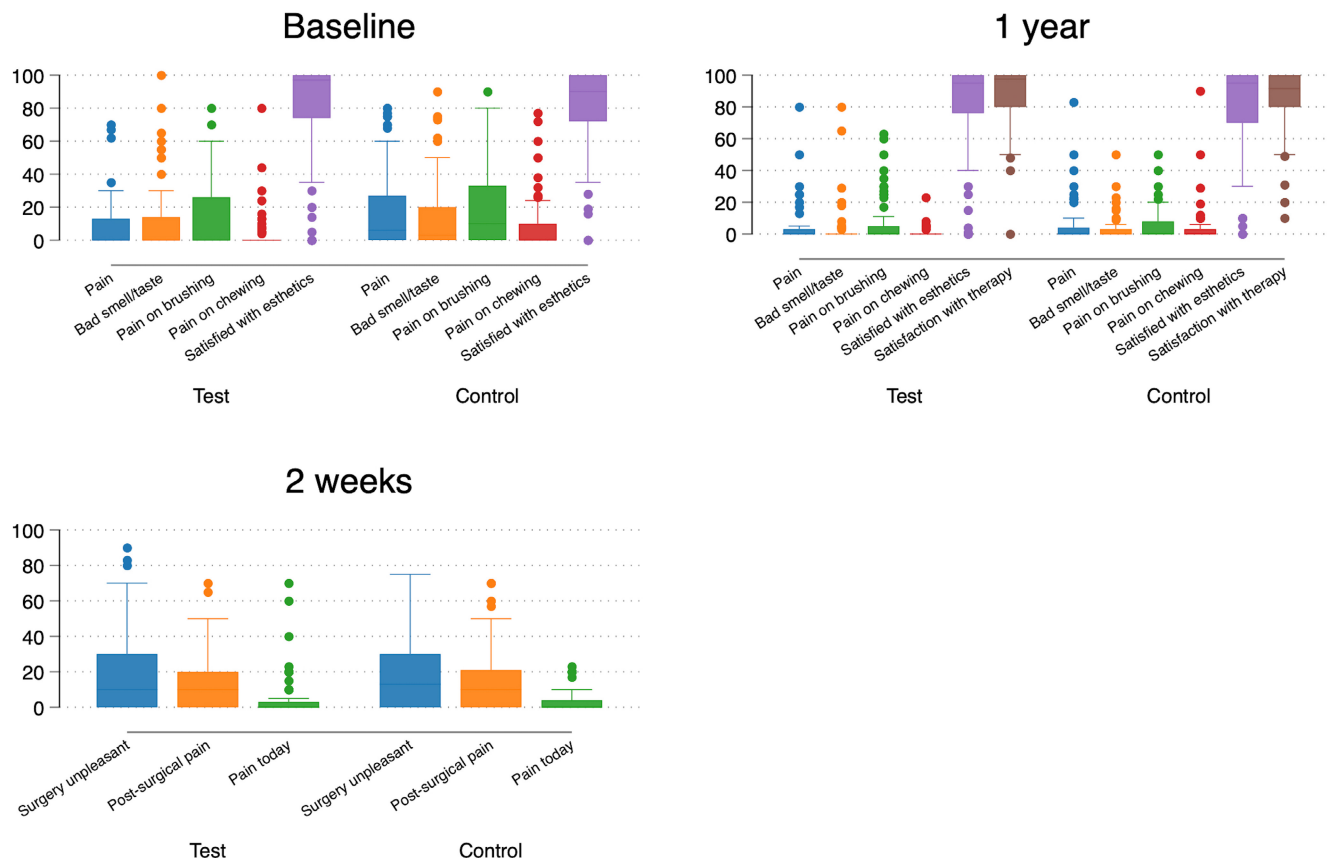 Baseline
100
80
60
40
20
0
Pain
Bad smell/taste
Pain on brushing
Pain on chewing
Satisfied with esthetics
Pain
Bad smell/taste
Pain on brushing
Pain on chewing
Satisfied with esthetics
Test
Control
1 year
100
80
60
40
20
0
Pain
Bad smell/taste
Pain on brushing
Pain on chewing
Satisfied with esthetics
Satisfaction with therapy
Pain
Bad smell/taste
Pain on brushing
Pain on chewing
Satisfied with esthetics
Satisfaction with therapy
Test
Control
2 weeks
100
80
60
40
20
0
Surgery unpleasant
Post-surgical pain
Pain today
Surgery unpleasant
Post-surgical pain
Pain today
Test
Control